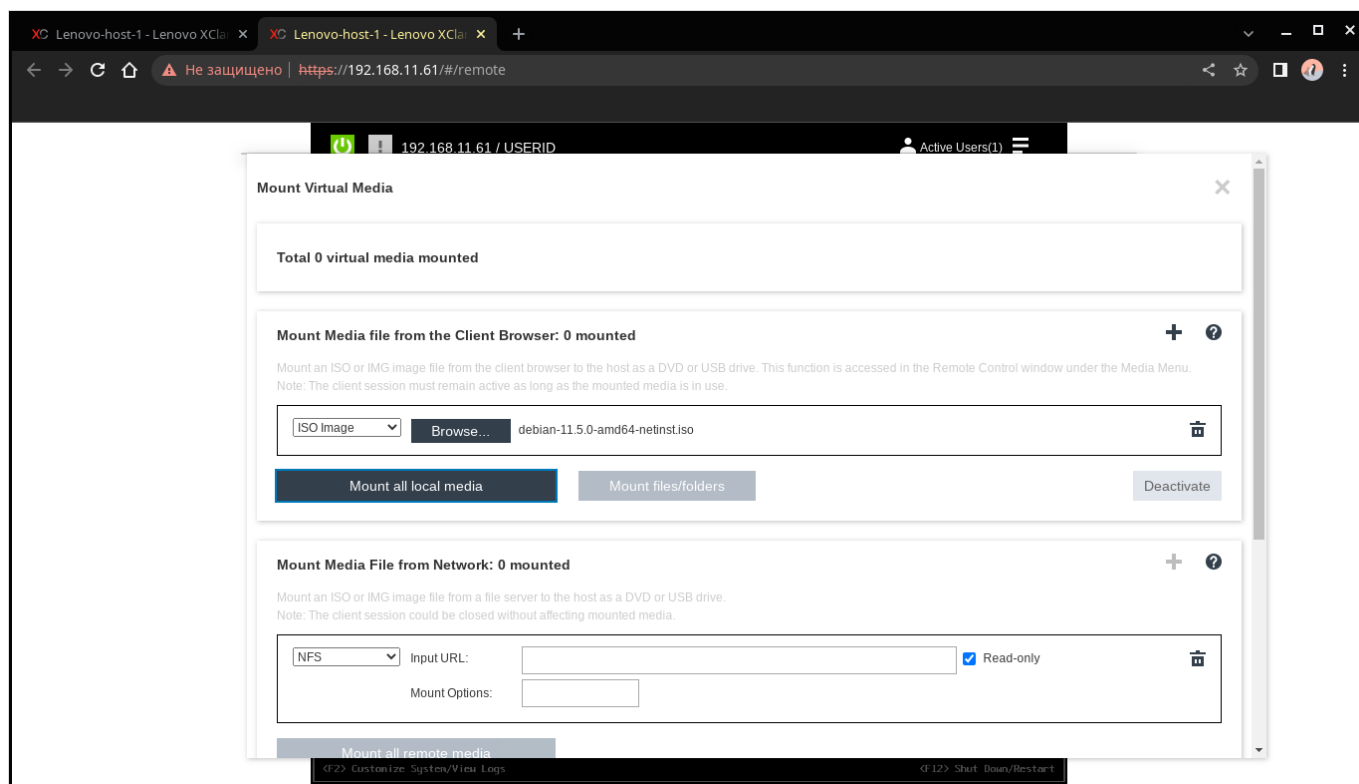 XC Lenovo-host-1 - Lenovo XClar XC Lenovo-host-1 - Lenovo XClar
Не защищено https://192.168.11.61/#/remote
192.168.11.61 / USERID Active Users(1)
Mount Virtual Media
Total 0 virtual media mounted
Mount Media file from the Client Browser: 0 mounted
Mount an ISO or IMG image file from the client browser to the host as a DVD or USB drive. This function is accessed in the Remote Control window under the Media Menu.
Note: The client session must remain active as long as the mounted media is in use.
ISO Image Browse... debian-11.5.0-amd64-netinst.iso
Mount all local media Mount files/folders Deactivate
Mount Media File from Network: 0 mounted
Mount an ISO or IMG image file from a file server to the host as a DVD or USB drive.
Note: The client session could be closed without affecting mounted media.
NFS Input URL: Read-only
Mount Options:
Mount all remote media
<F2> Customize System/View Logs <F12> Shut Down/Restart